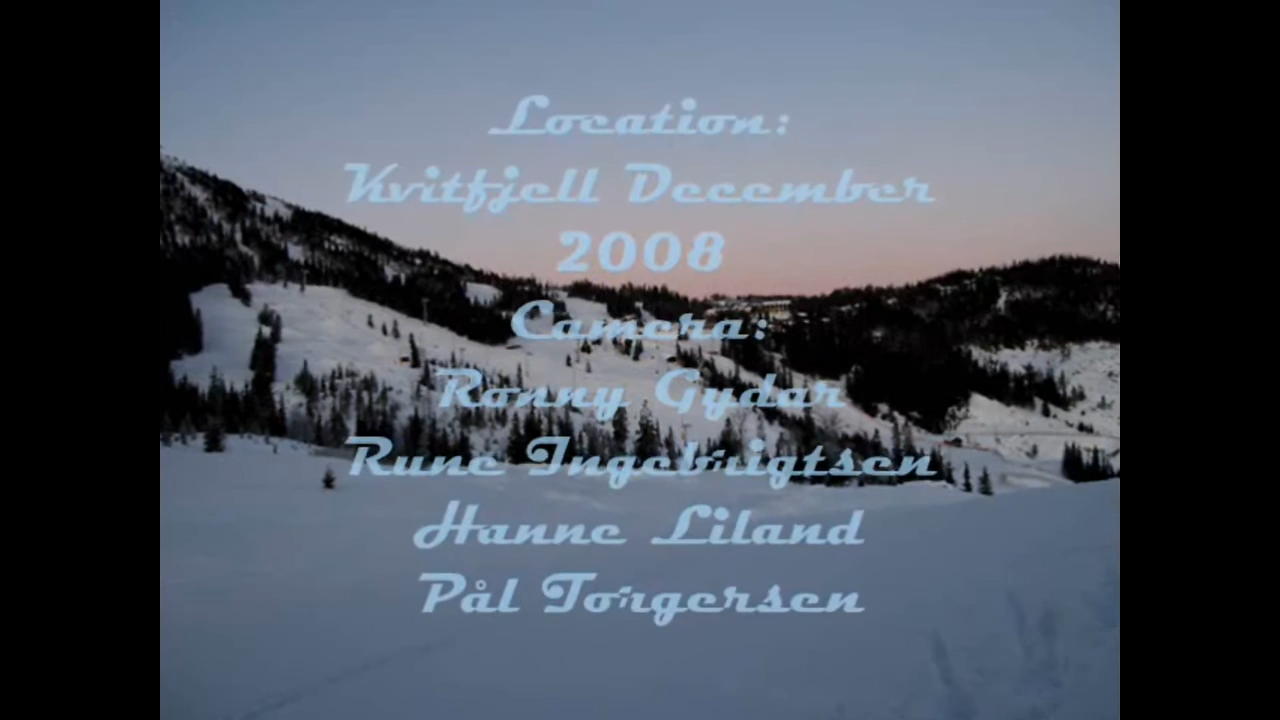 Location:
Kvitfjell December
2008
Camera:
Ronny Gydar
Rune Ingebrigtsen
Hanne Liland
Pål Torgersen